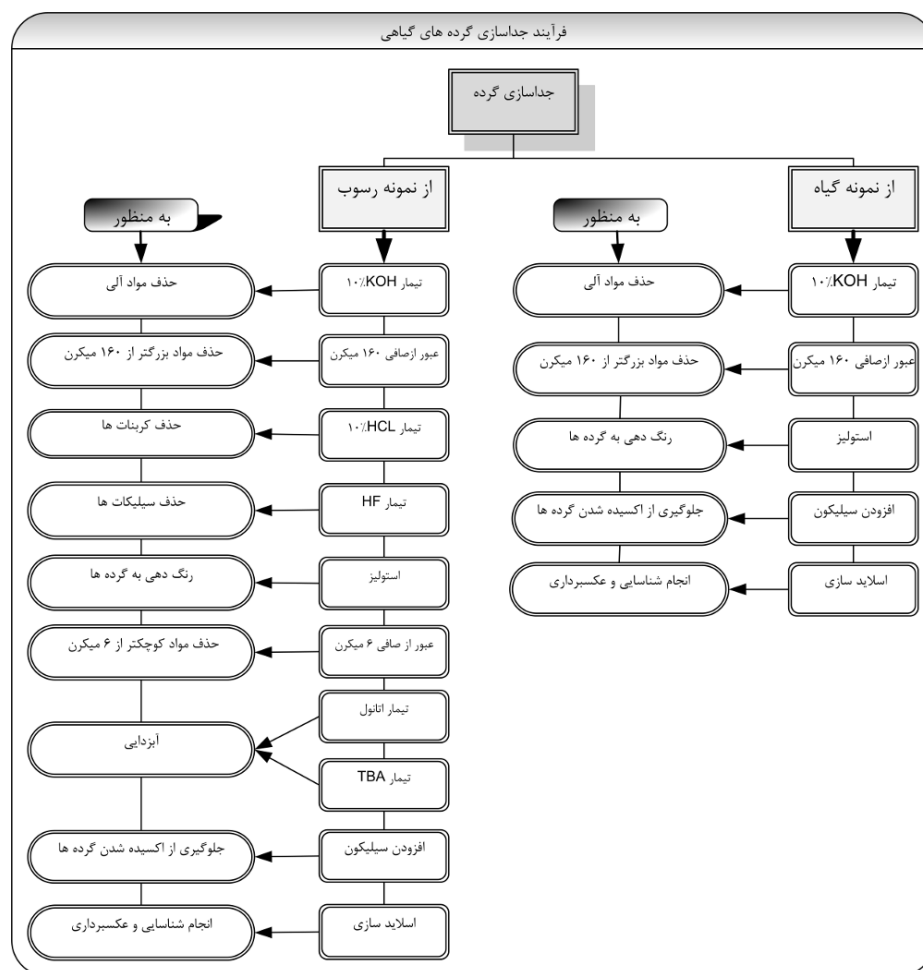 فرآیند جداسازی گرده های گیاهی
جداسازی گرده
از نمونه گیاه
به منظور
تیمار KOH٪۱۰
حذف مواد آلی
عبور ازصافی ۱۶۰ میکرن
حذف مواد بزرگتر از ۱۶۰ میکرن
استولیز
رنگ دهی به گرده ها
افزودن سیلیکون
جلوگیری از اکسیده شدن گرده ها
اسلاید سازی
انجام شناسایی و عکسبرداری
از نمونه رسوب
به منظور
تیمار KOH٪۱۰
حذف مواد آلی
عبور ازصافی ۱۶۰ میکرن
حذف مواد بزرگتر از ۱۶۰ میکرن
تیمار HCL٪۱۰
حذف کربنات ها
تیمار HF
حذف سیلیکات ها
استولیز
رنگ دهی به گرده ها
عبور از صافی ۶ میکرن
حذف مواد کوچکتر از ۶ میکرن
تیمار اتانول
تیمار TBA
آبزدایی
افزودن سیلیکون
جلوگیری از اکسیده شدن گرده ها
اسلاید سازی
انجام شناسایی و عکسبرداری